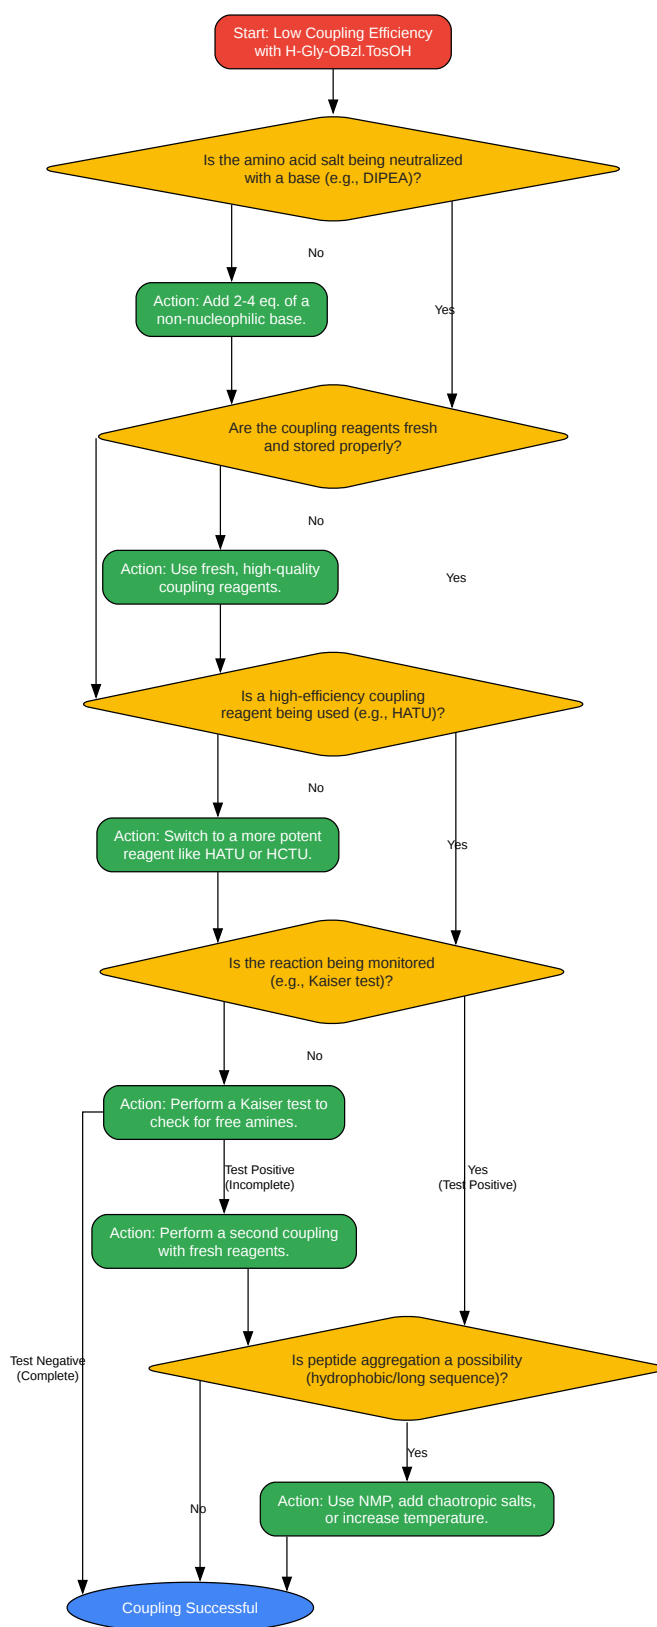 Start: Low Coupling Efficiency
with H-Gly-OBzl.TosOH
Is the amino acid salt being neutralized
with a base (e.g., DIPEA)?
No
Action: Add 2-4 eq. of a
non-nucleophilic base.
Yes
Are the coupling reagents fresh
and stored properly?
No
Action: Use fresh, high-quality
coupling reagents.
Yes
Is a high-efficiency coupling
reagent being used (e.g., HATU)?
No
Action: Switch to a more potent
reagent like HATU or HCTU.
Yes
Is the reaction being monitored
(e.g., Kaiser test)?
No
Action: Perform a Kaiser test to
check for free amines.
Test Positive
(Incomplete)
Yes
(Test Positive)
Action: Perform a second coupling
with fresh reagents.
Test Negative
(Complete)
Is peptide aggregation a possibility
(hydrophobic/long sequence)?
Yes
No
Action: Use NMP, add chaotropic salts,
or increase temperature.
Coupling Successful